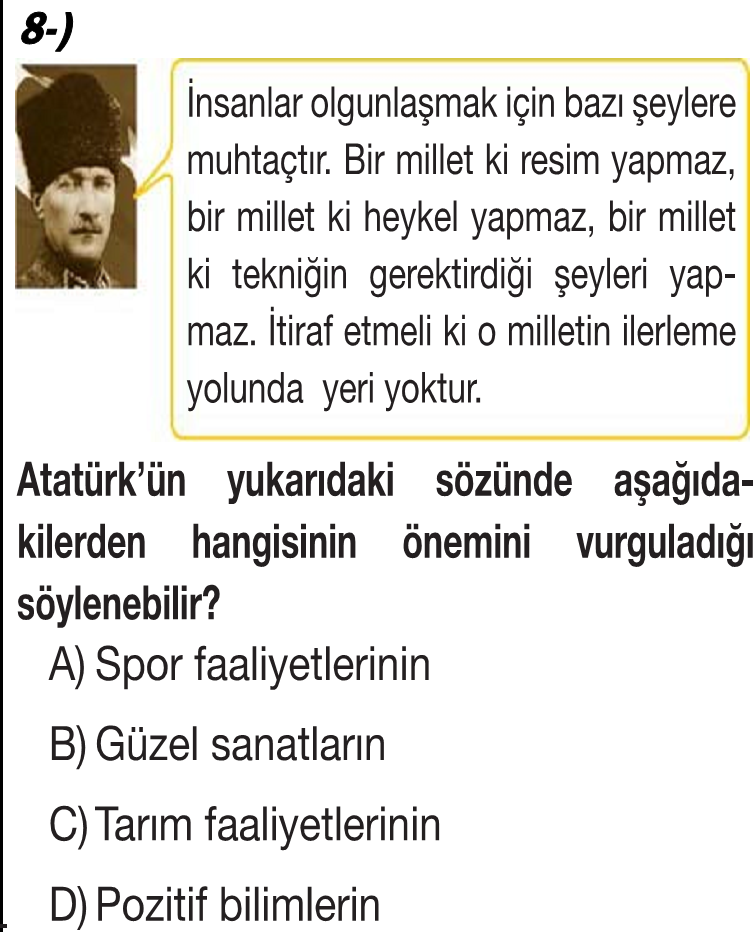 8-)
İnsanlar olgunlaşmak için bazı şeylere
muhtaçtır. Bir millet ki resim yapmaz,
bir millet ki heykel yapmaz, bir millet
ki tekniğin gerektirdiği şeyleri yap-
maz. İtiraf etmeli ki o milletin ilerleme
yolunda yeri yoktur.
Atatürk’ün yukarıdaki sözünde aşağıda-
kilerden hangisinin önemini vurguladığı
söylenebilir?
A) Spor faaliyetlerinin
B) Güzel sanatların
C) Tarım faaliyetlerinin
D) Pozitif bilimlerin